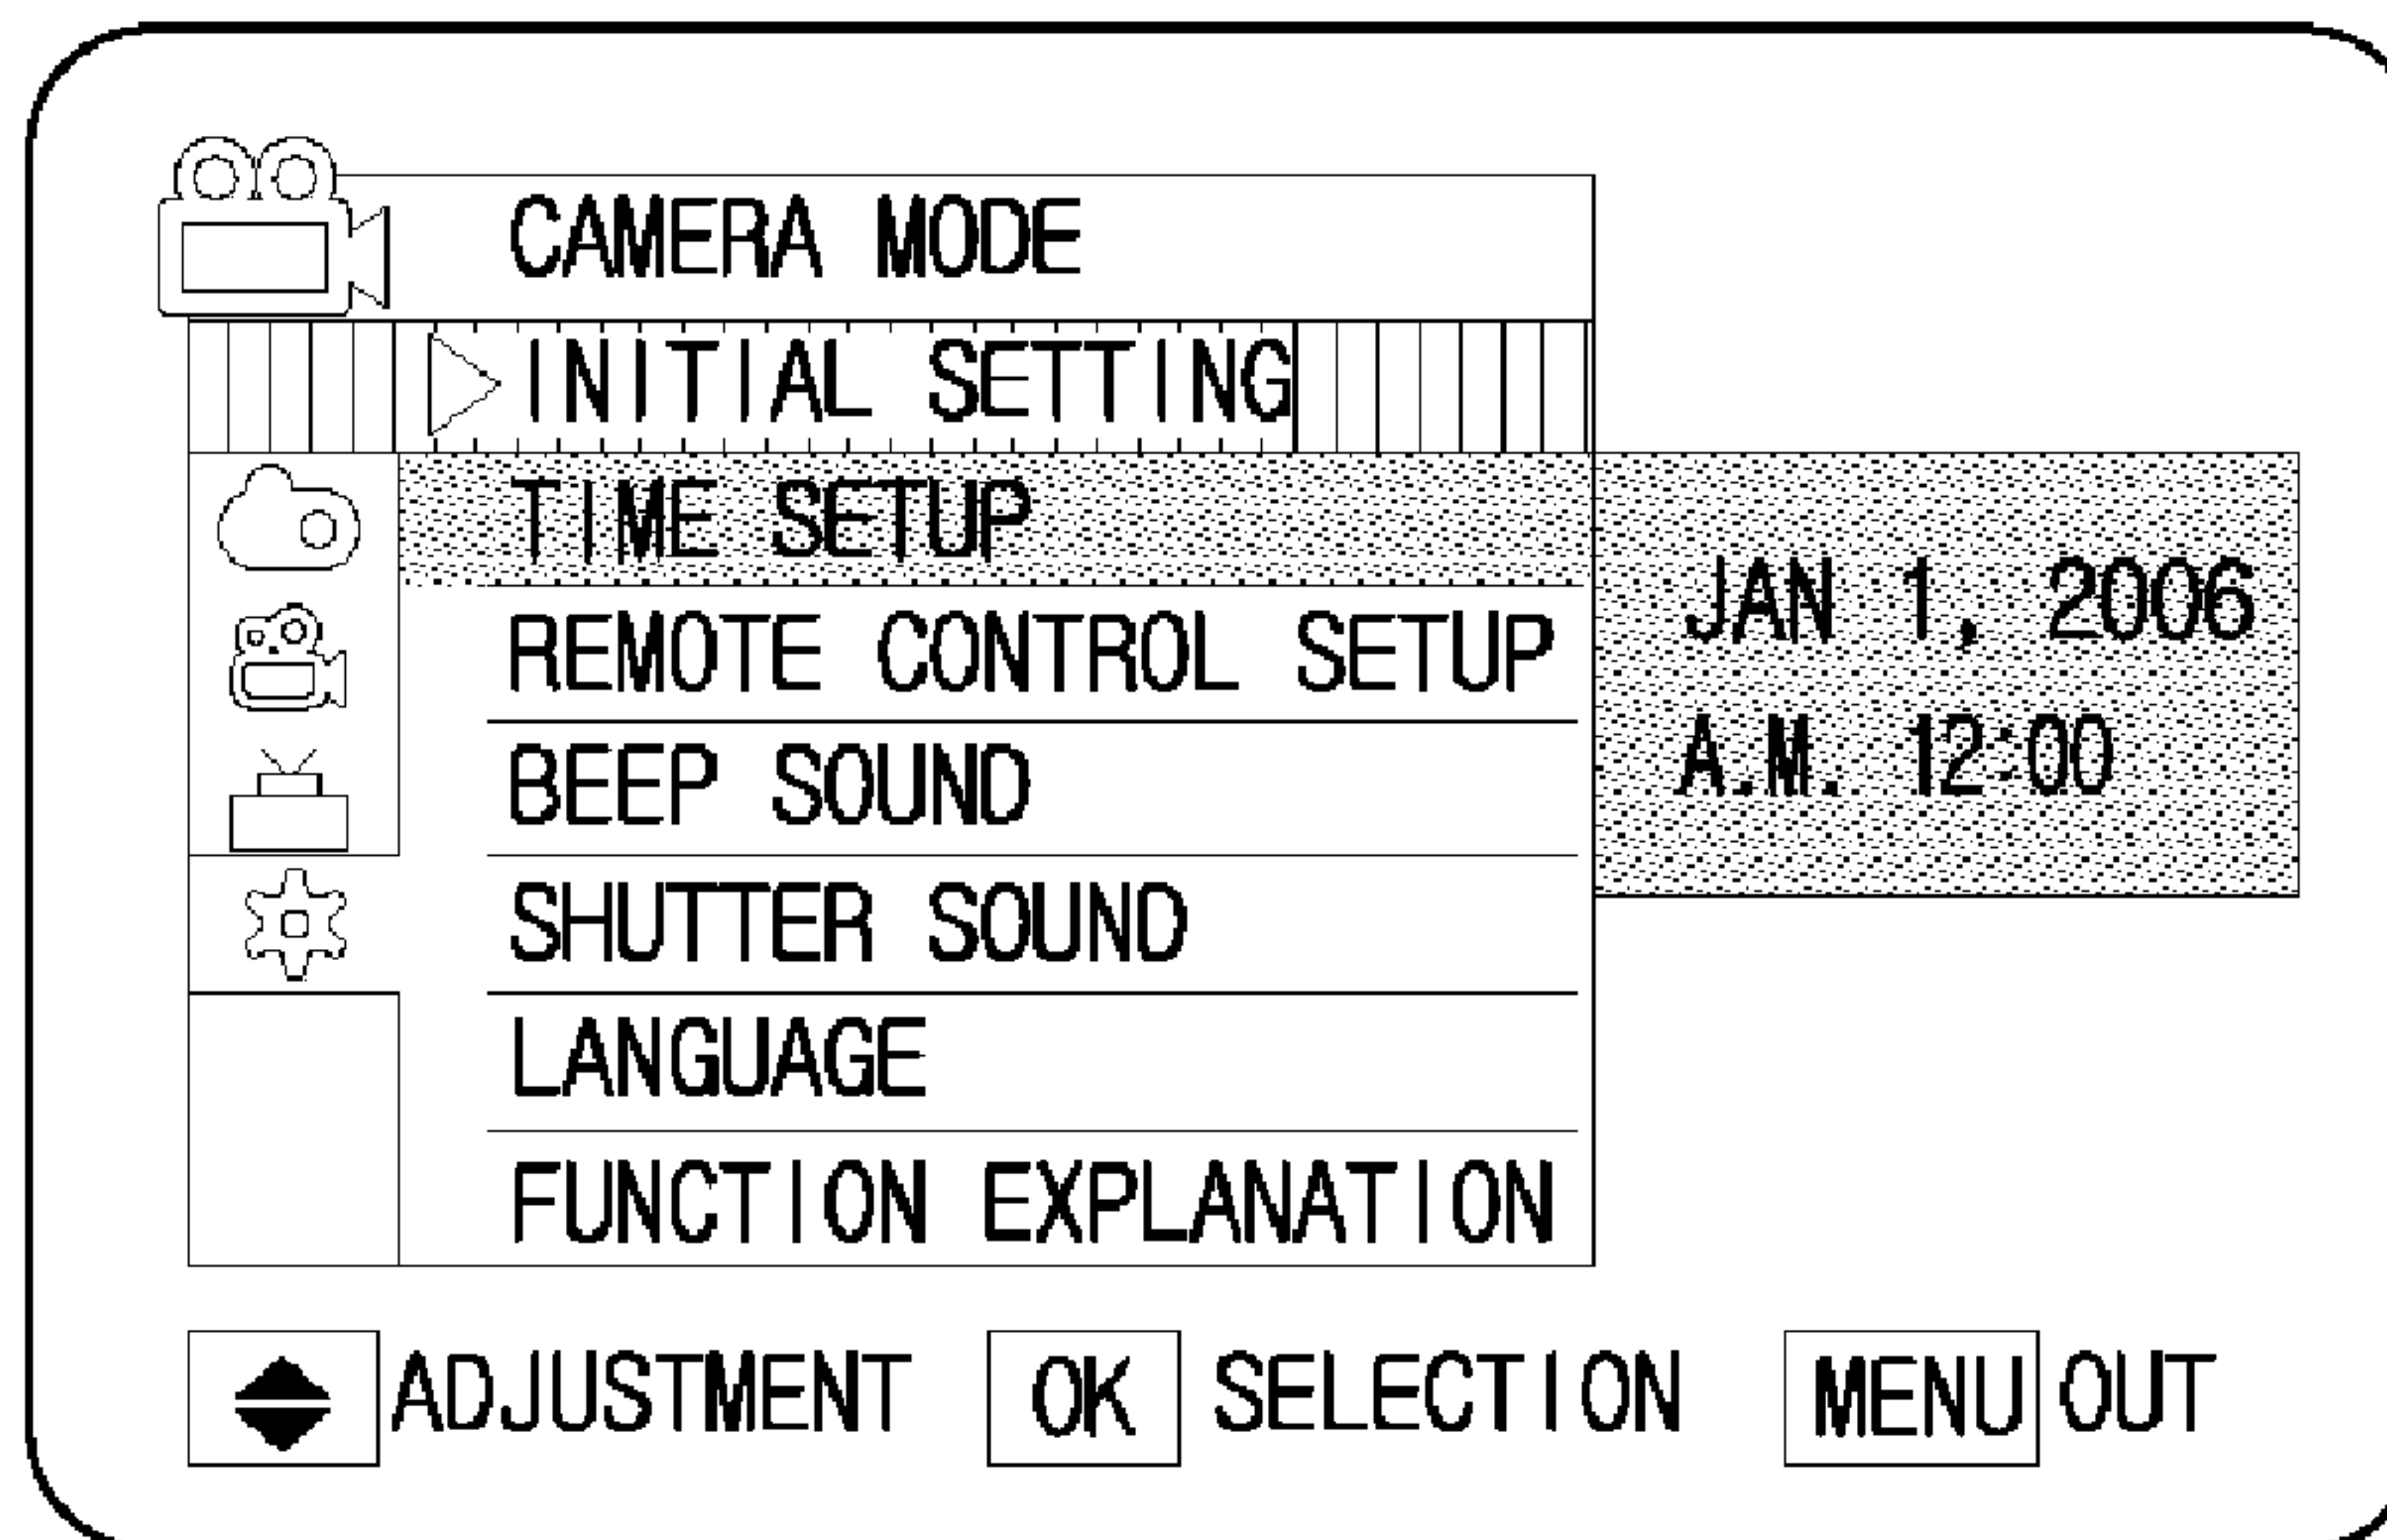 CAMERA MODE
INITIAL SETTING
TIME SETUP
REMOTE CONTROL SETUP
BEEP SOUND
SHUTTER SOUND
LANGUAGE
FUNCTION EXPLANATION
JAN 1, 2006
A.M. 12:00
ADJUSTMENT OK SELECTION MENU OUT